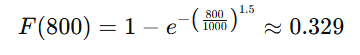 F(800) = 1 − e^{−(800/1000)^{1.5}} ≈ 0.329